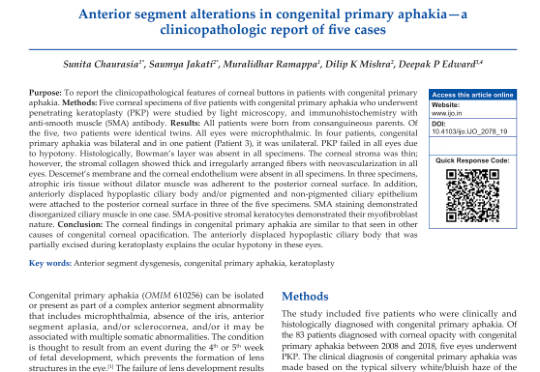 Anterior segment alterations in congenital primary aphakia—a
clinicopathologic report of five cases
Sunita Chaurasia1*, Saumya Jakati2*, Muralidhar Ramappa1, Dilip K Mishra2, Deepak P Edward3,4
Purpose: To report the clinicopathological features of corneal buttons in patients with congenital primary
aphakia. Methods: Five corneal specimens of five patients with congenital primary aphakia who underwent
penetrating keratoplasty (PKP) were studied by light microscopy, and immunohistochemistry with
anti-smooth muscle (SMA) antibody. Results: All patients were born from consanguineous parents. Of
the five, two patients were identical twins. All eyes were microphthalmic. In four patients, congenital
primary aphakia was bilateral and in one patient (Patient 3), it was unilateral. PKP failed in all eyes due
to hypotony. Histologically, Bowman's layer was absent in all specimens. The corneal stroma was thin;
however, the stromal collagen showed thick and irregularly arranged fibers with neovascularization in all
eyes. Descemet's membrane and the corneal endothelium were absent in all specimens. In three specimens,
atrophic iris tissue without dilator muscle was adherent to the posterior corneal surface. In addition,
anteriorly displaced hypoplastic ciliary body and/or pigmented and non-pigmented ciliary epithelium
were attached to the posterior corneal surface in three of the five specimens. SMA staining demonstrated
disorganized ciliary muscle in one case. SMA-positive stromal keratocytes demonstrated their myofibroblast
nature. Conclusion: The corneal findings in congenital primary aphakia are similar to that seen in other
causes of congenital corneal opacification. The anteriorly displaced hypoplastic ciliary body that was
partially excised during keratoplasty explains the ocular hypotony in these eyes.
Key words: Anterior segment dysgenesis, congenital primary aphakia, keratoplasty
Access this article online
Website:
www.ijo.in
DOI:
10.4103/ijo.IJO_2078_19
Quick Response Code:
Congenital primary aphakia (OMIM 610256) can be isolated
or present as part of a complex anterior segment abnormality
that includes microphthalmia, absence of the iris, anterior
segment aplasia, and/or sclerocornea, and/or it may be
associated with multiple somatic abnormalities. The condition
is thought to result from an event during the 4th or 5th week
of fetal development, which prevents the formation of lens
structures in the eye.[1] The failure of lens development results
Methods
The study included five patients who were clinically and
histologically diagnosed with congenital primary aphakia. Of
the 83 patients diagnosed with corneal opacity with congenital
primary aphakia between 2008 and 2018, five eyes underwent
PKP. The clinical diagnosis of congenital primary aphakia was
made based on the typical silvery white/bluish haze of the